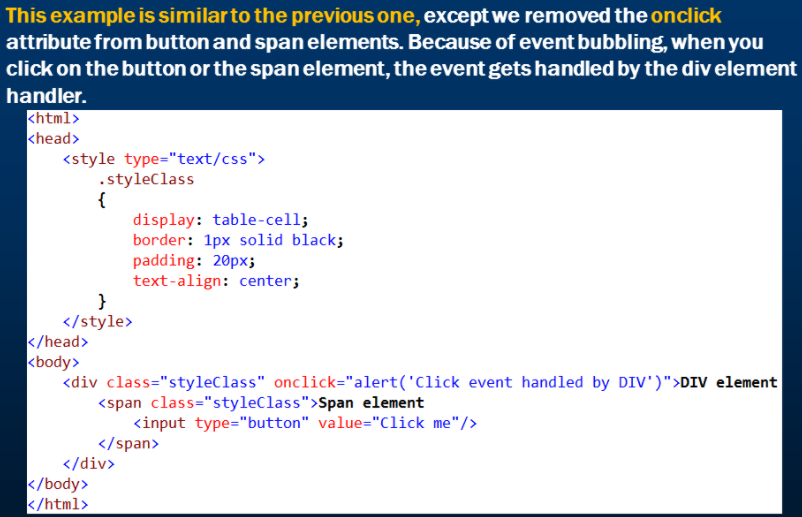 This example is similar to the previous one, except we removed the onclick
attribute from button and span elements. Because of event bubbling, when you
click on the button or the span element, the event gets handled by the div element
handler.
<html>
<head>
    <style type="text/css">
        .styleClass
        {
            display: table-cell;
            border: 1px solid black;
            padding: 20px;
            text-align: center;
        }
    </style>
</head>
<body>
    <div class="styleClass" onclick="alert('Click event handled by DIV')">DIV element
        <span class="styleClass">Span element
            <input type="button" value="Click me"/>
        </span>
    </div>
</body>
</html>